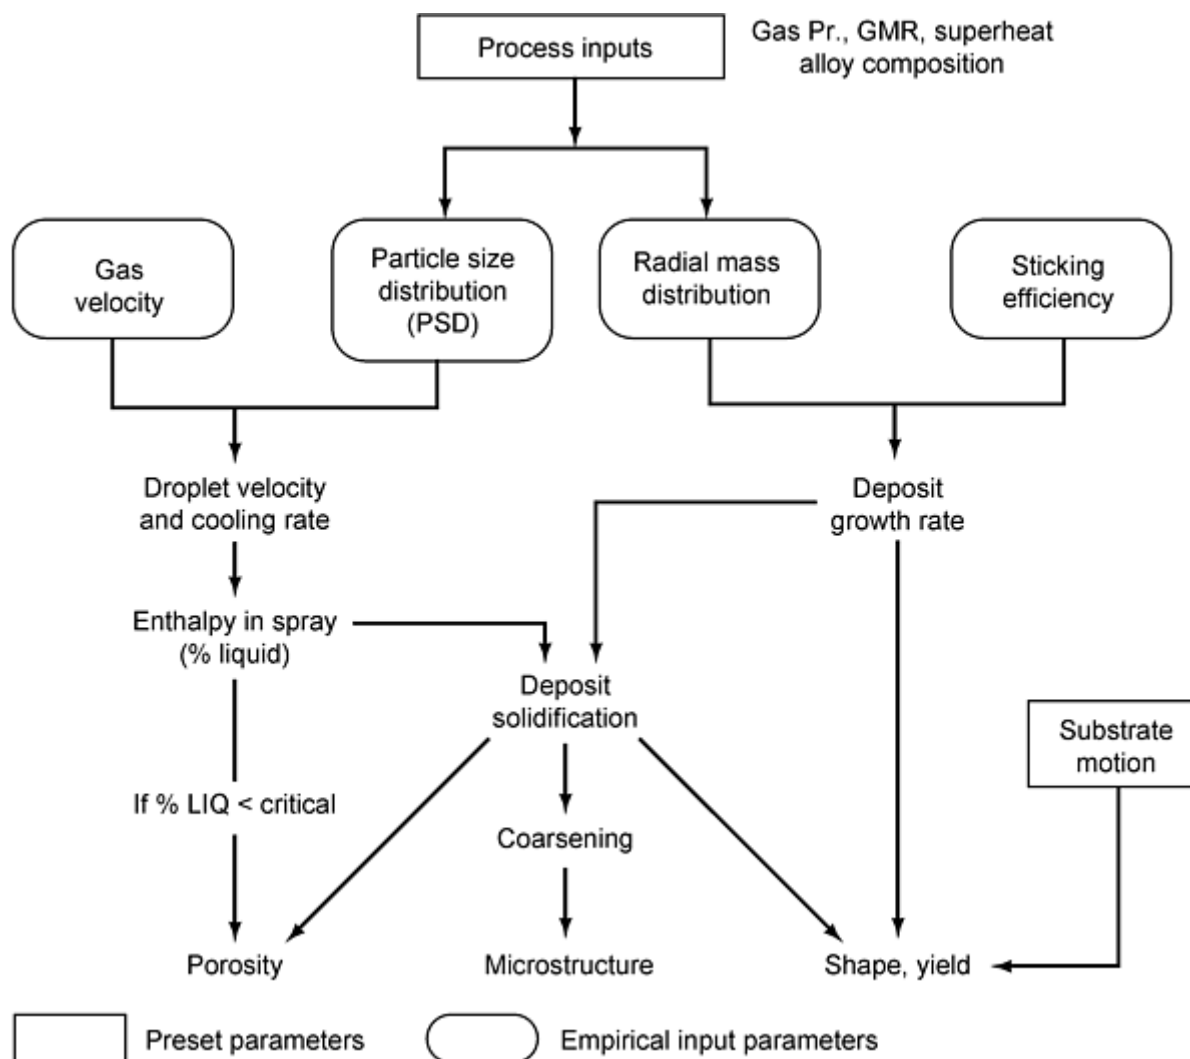 Process inputs
Gas Pr., GMR, superheat
alloy composition
Gas
velocity
Particle size
distribution
(PSD)
Radial mass
distribution
Sticking
efficiency
Droplet velocity
and cooling rate
Deposit
growth rate
Enthalpy in spray
(% liquid)
Deposit
solidification
Substrate
motion
If % LIQ < critical
Coarsening
Porosity
Microstructure
Shape, yield
Preset parameters
Empirical input parameters